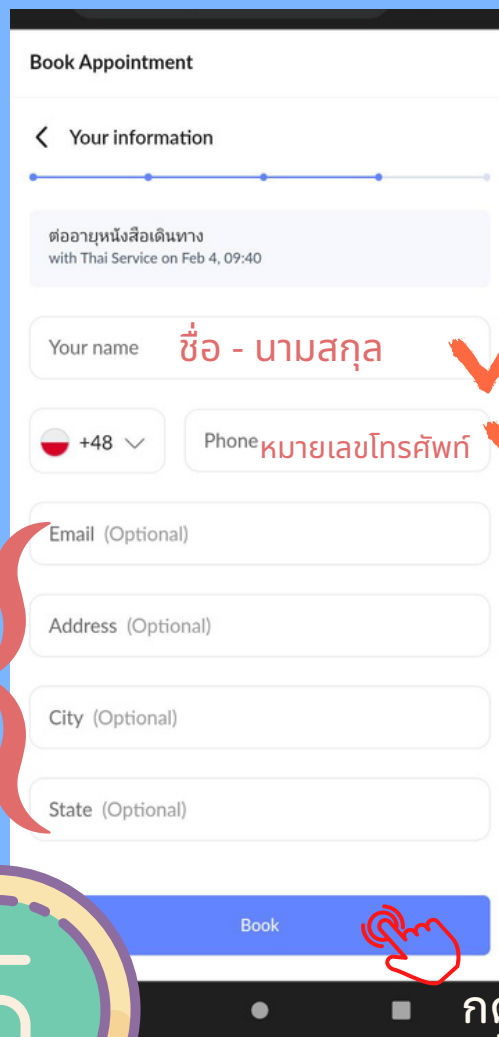 Book Appointment
Your information
ต่ออายุหนังสือเดินทาง
with Thai Service on Feb 4, 09:40
Your name ชื่อ - นามสกุล
+48 Phone หมายเลขโทรศัพท์
Email (Optional)
Address (Optional)
City (Optional)
State (Optional)
Book